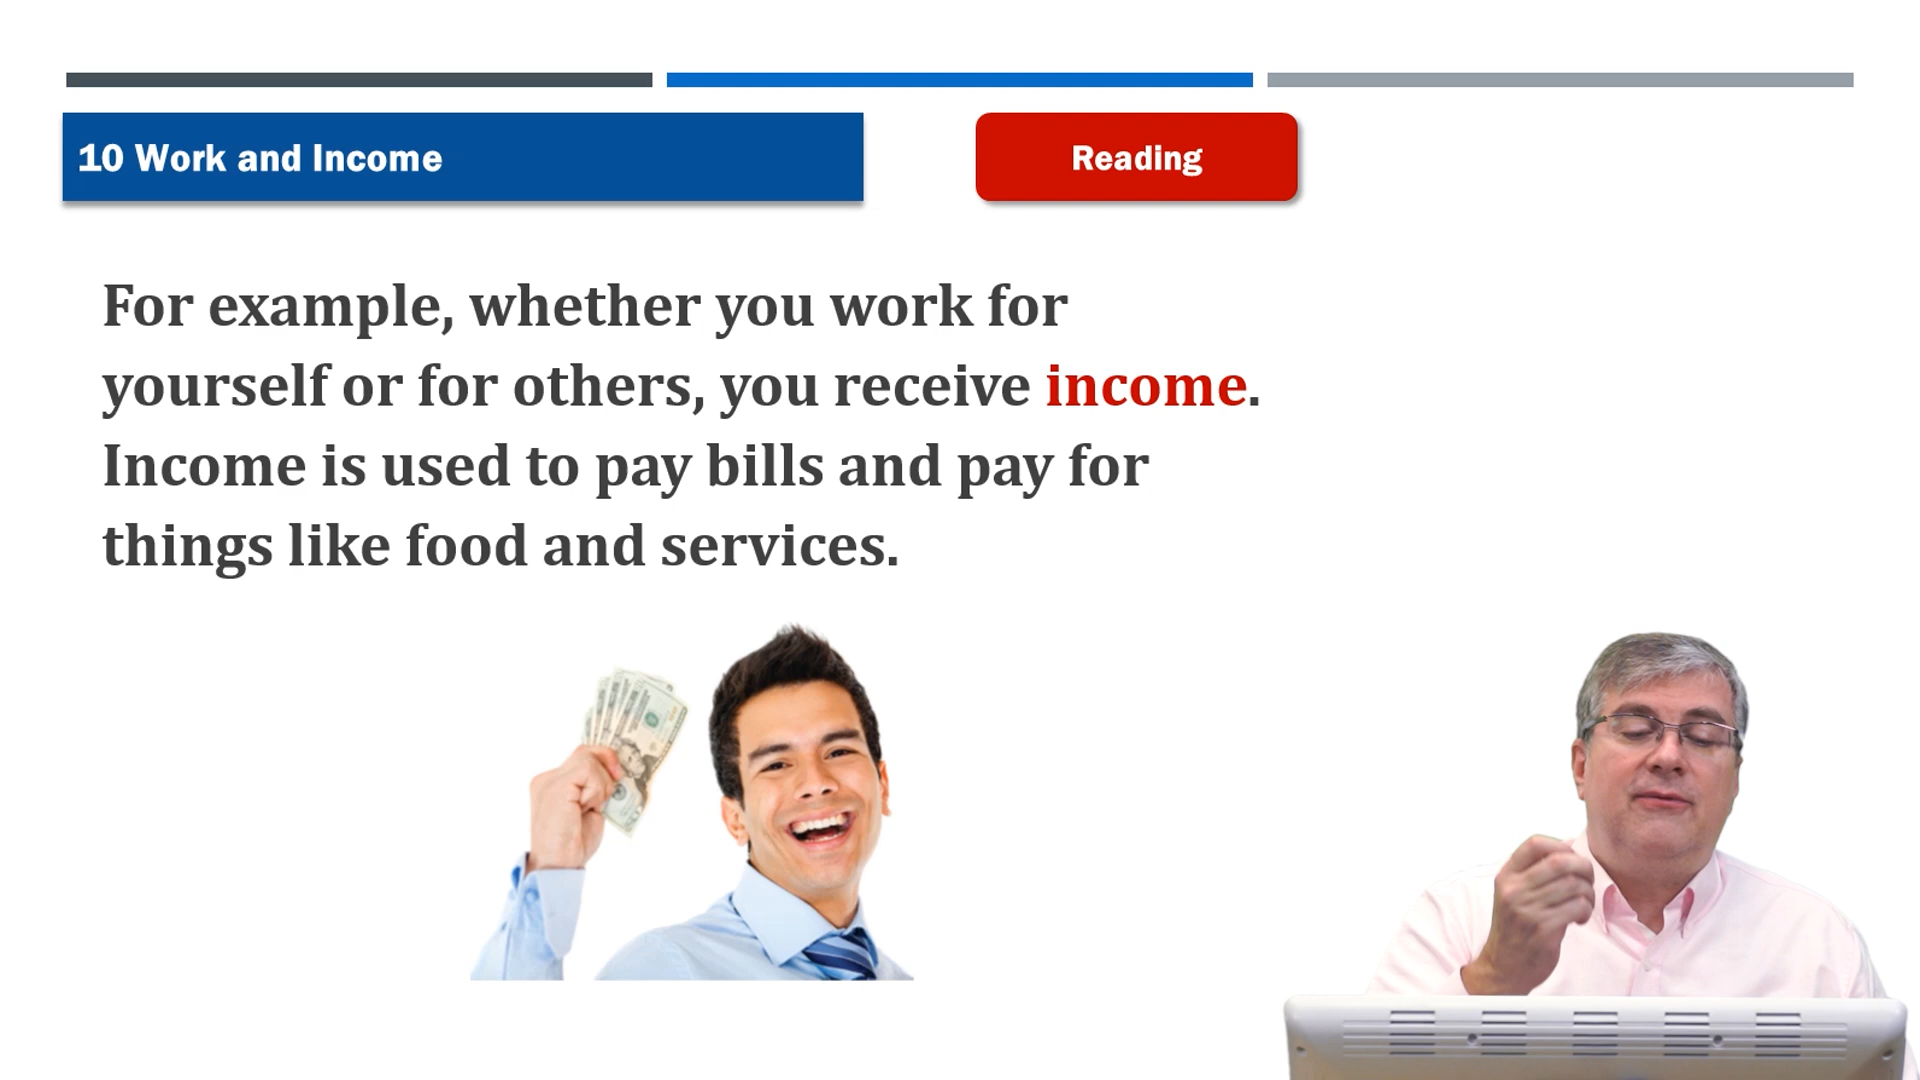 10 Work and Income
Reading
For example, whether you work for
yourself or for others, you receive income.
Income is used to pay bills and pay for
things like food and services.